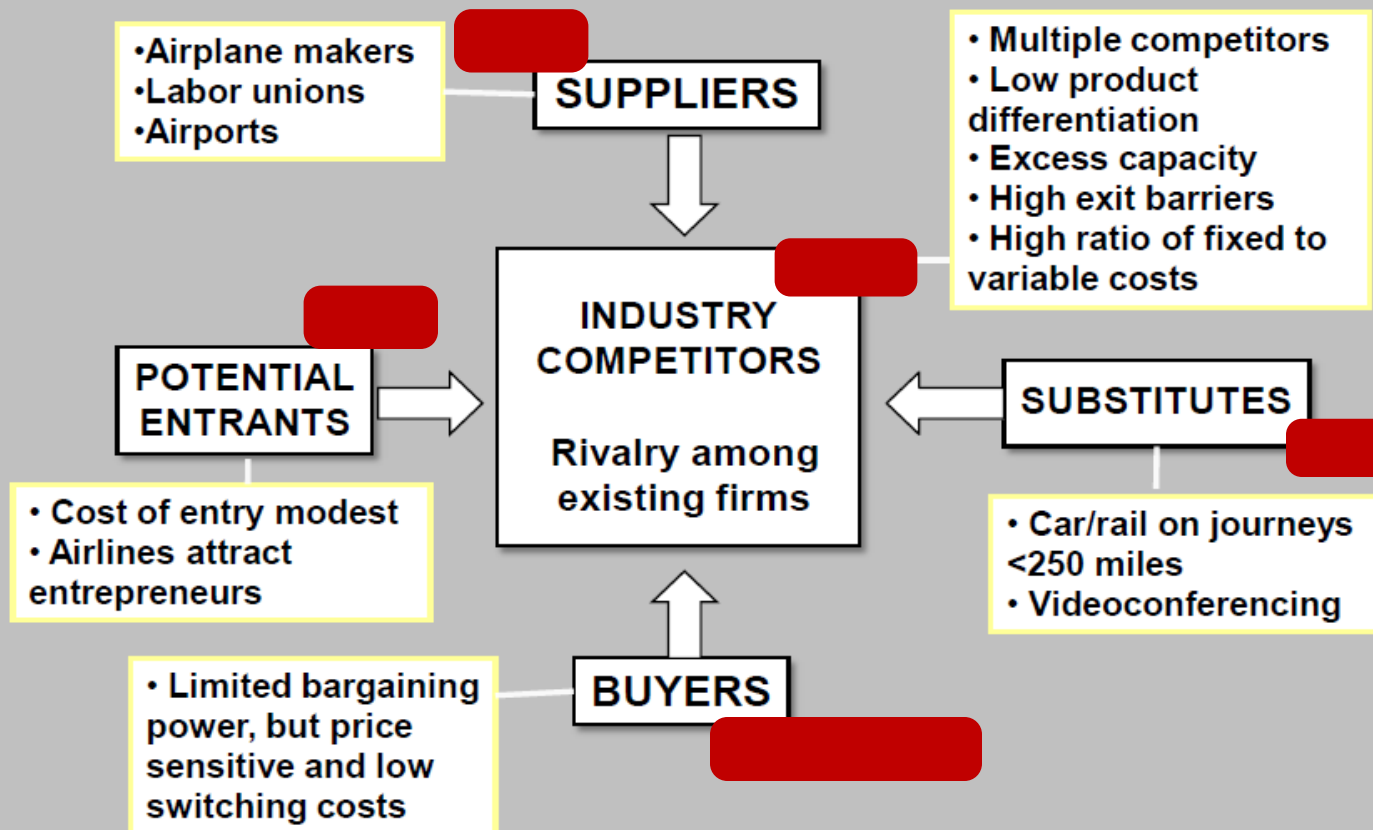 •Airplane makers
•Labor unions
•Airports
SUPPLIERS
• Multiple competitors
• Low product
differentiation
• Excess capacity
• High exit barriers
• High ratio of fixed to
variable costs
INDUSTRY
COMPETITORS
Rivalry among
existing firms
POTENTIAL
ENTRANTS
SUBSTITUTES
• Cost of entry modest
• Airlines attract
entrepreneurs
• Car/rail on journeys
<250 miles
• Videoconferencing
BUYERS
• Limited bargaining
power, but price
sensitive and low
switching costs